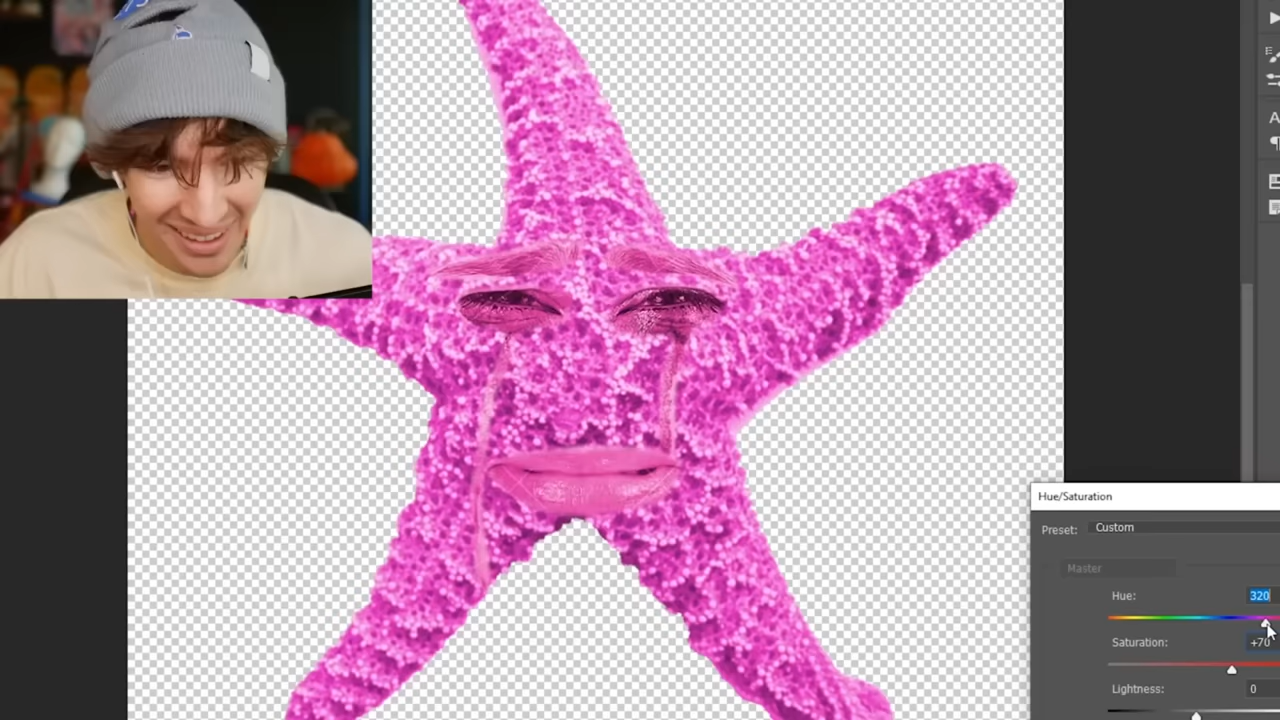 Hue/Saturation
Preset:
Custom
Master
Hue:
320
Saturation:
+70
Lightness:
0